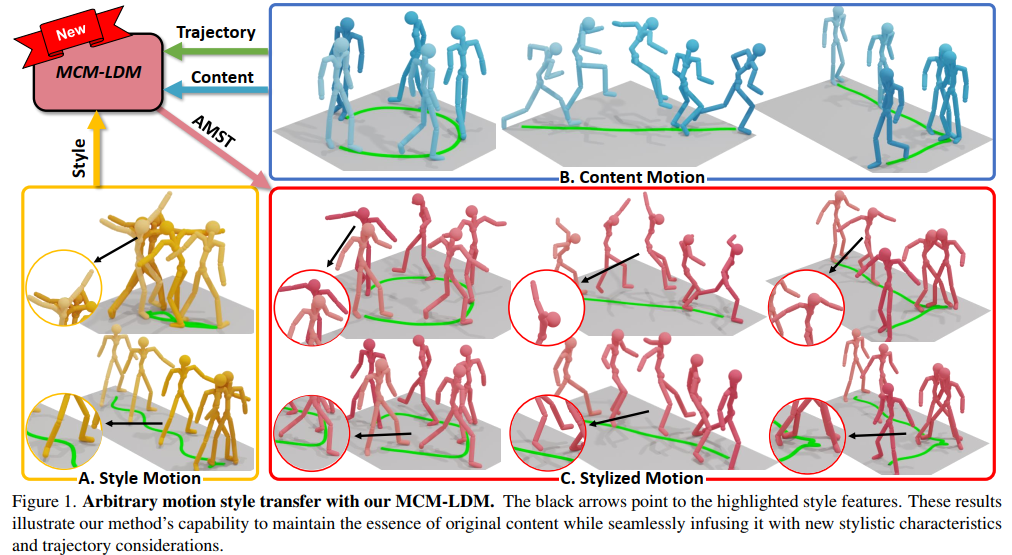 New
MCM-LDM
Trajectory
Content
AMST
Style
B. Content Motion
A. Style Motion
C. Stylized Motion
Figure 1. Arbitrary motion style transfer with our MCM-LDM. The black arrows point to the highlighted style features. These results
illustrate our method's capability to maintain the essence of original content while seamlessly infusing it with new stylistic characteristics
and trajectory considerations.